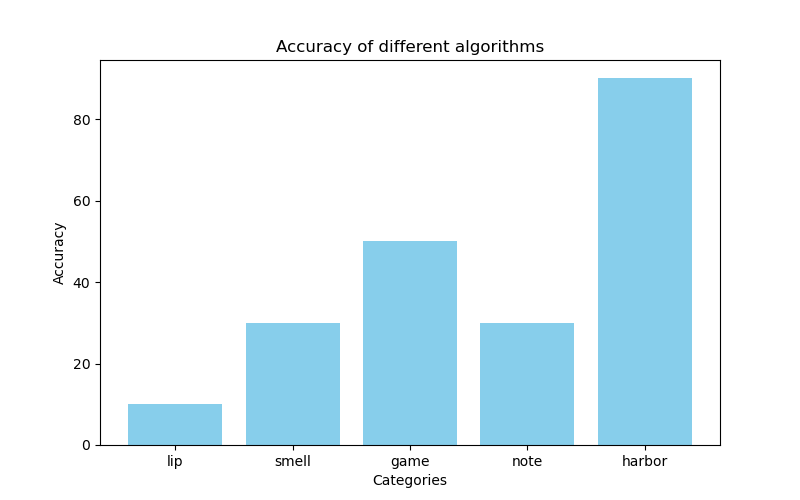 Accuracy of different algorithms
Accuracy
80
60
40
20
0
lip smell game note harbor
Categories